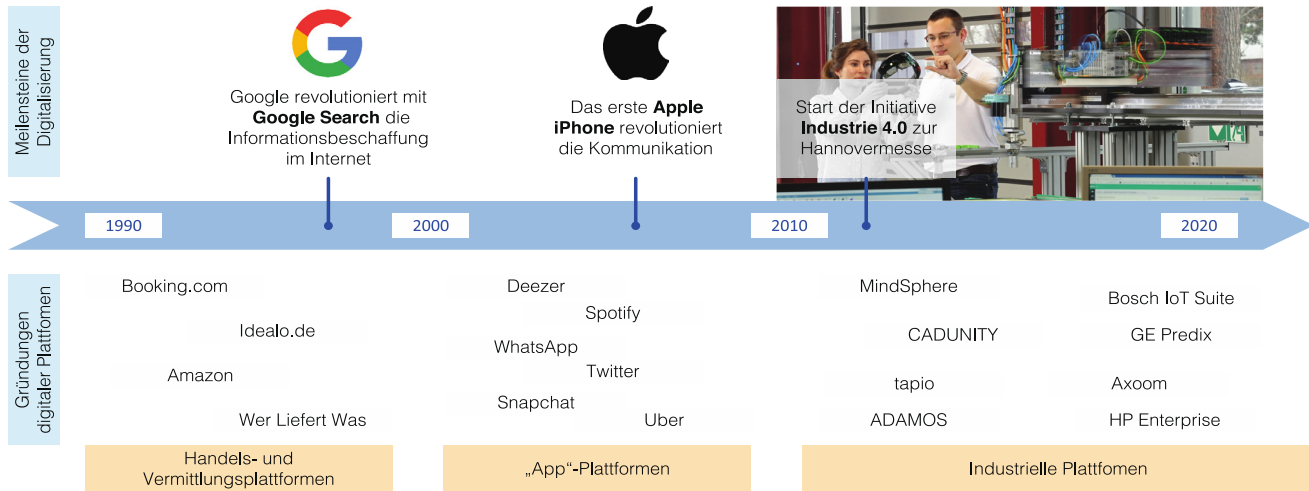 Meilensteine der
Digitalisierung
Google revolutioniert mit
Google Search die
Informationsbeschaffung
im Internet
Das erste Apple
iPhone revolutioniert
die Kommunikation
Start der Initiative
Industrie 4.0 zur
Hannovermesse
1990
2000
2010
2020
Gründungen
digitaler Plattfomen
Booking.com
Idealo.de
Amazon
Wer Liefert Was
Deezer
Spotify
WhatsApp
Twitter
Snapchat
Uber
MindSphere
CADUNITY
tapio
ADAMOS
Bosch IoT Suite
GE Predix
Axoom
HP Enterprise
Handels- und
Vermittlungsplattformen
„App“-Plattformen
Industrielle Plattfomen